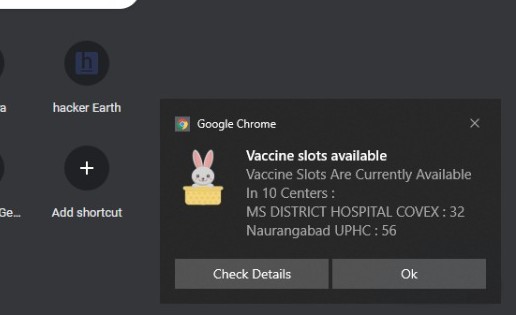 a
h
hacker Earth
Ge...
Add shortcut
Google Chrome
Vaccine slots available
Vaccine Slots Are Currently Available
In 10 Centers :
MS DISTRICT HOSPITAL COVEX : 32
Naurangabad UPHC : 56
Check Details
Ok